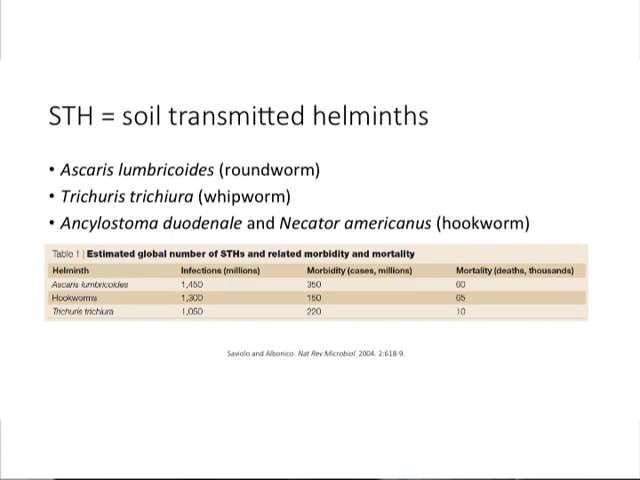 STH = soil transmitted helminths
• Ascaris lumbricoides (roundworm)
• Trichuris trichiura (whipworm)
• Ancylostoma duodenale and Necator americanus (hookworm)
Table 1 | Estimated global number of STHs and related morbidity and mortality
Helminth Infections (millions) Morbidity (cases, millions) Mortality (deaths, thousands)
Ascaris lumbricoides 1,450 350 60
Hookworms 1,300 150 65
Trichuris trichiura 1,050 220 10
Saviolo and Albonico. Nat Rev Microbiol. 2004. 2:618-9.